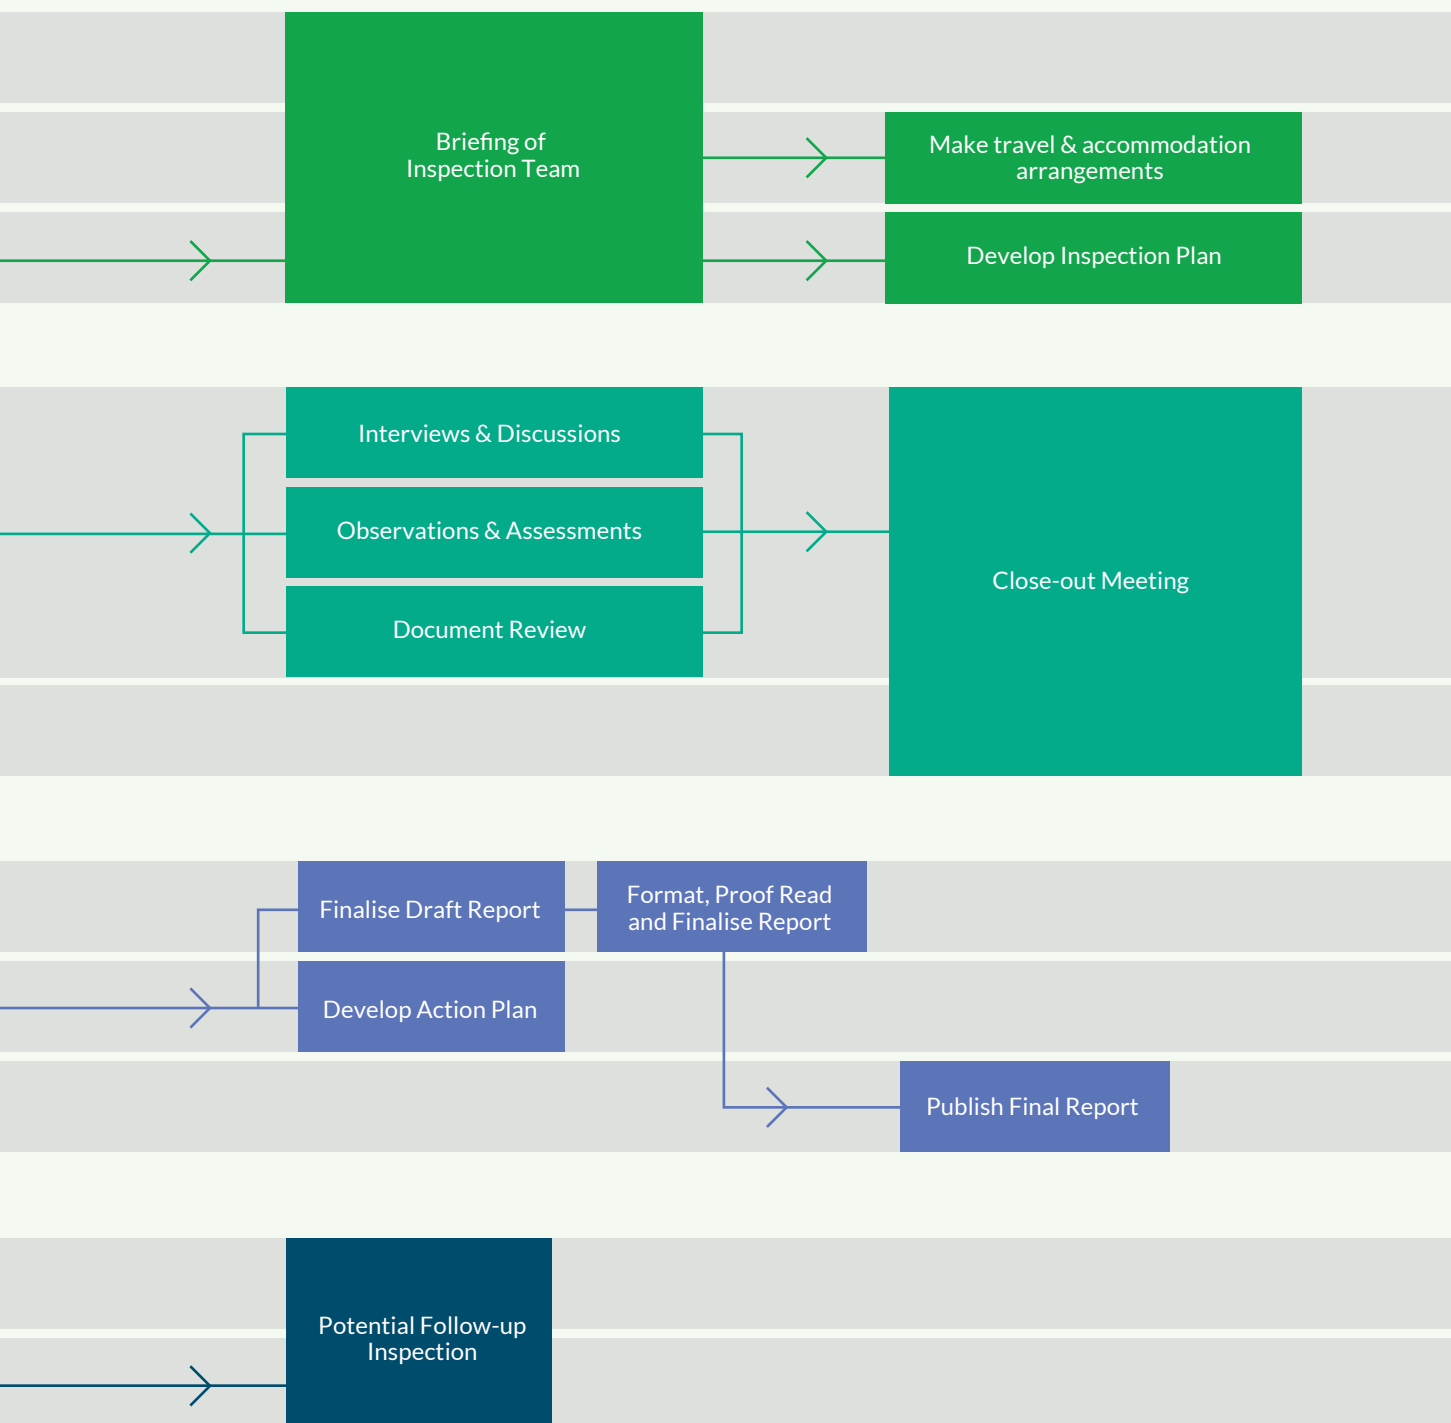 Briefing of
Inspection Team
Make travel & accommodation
arrangements
Develop Inspection Plan
Interviews & Discussions
Observations & Assessments
Document Review
Close-out Meeting
Finalise Draft Report
Format, Proof Read
and Finalise Report
Develop Action Plan
Publish Final Report
Potential Follow-up
Inspection